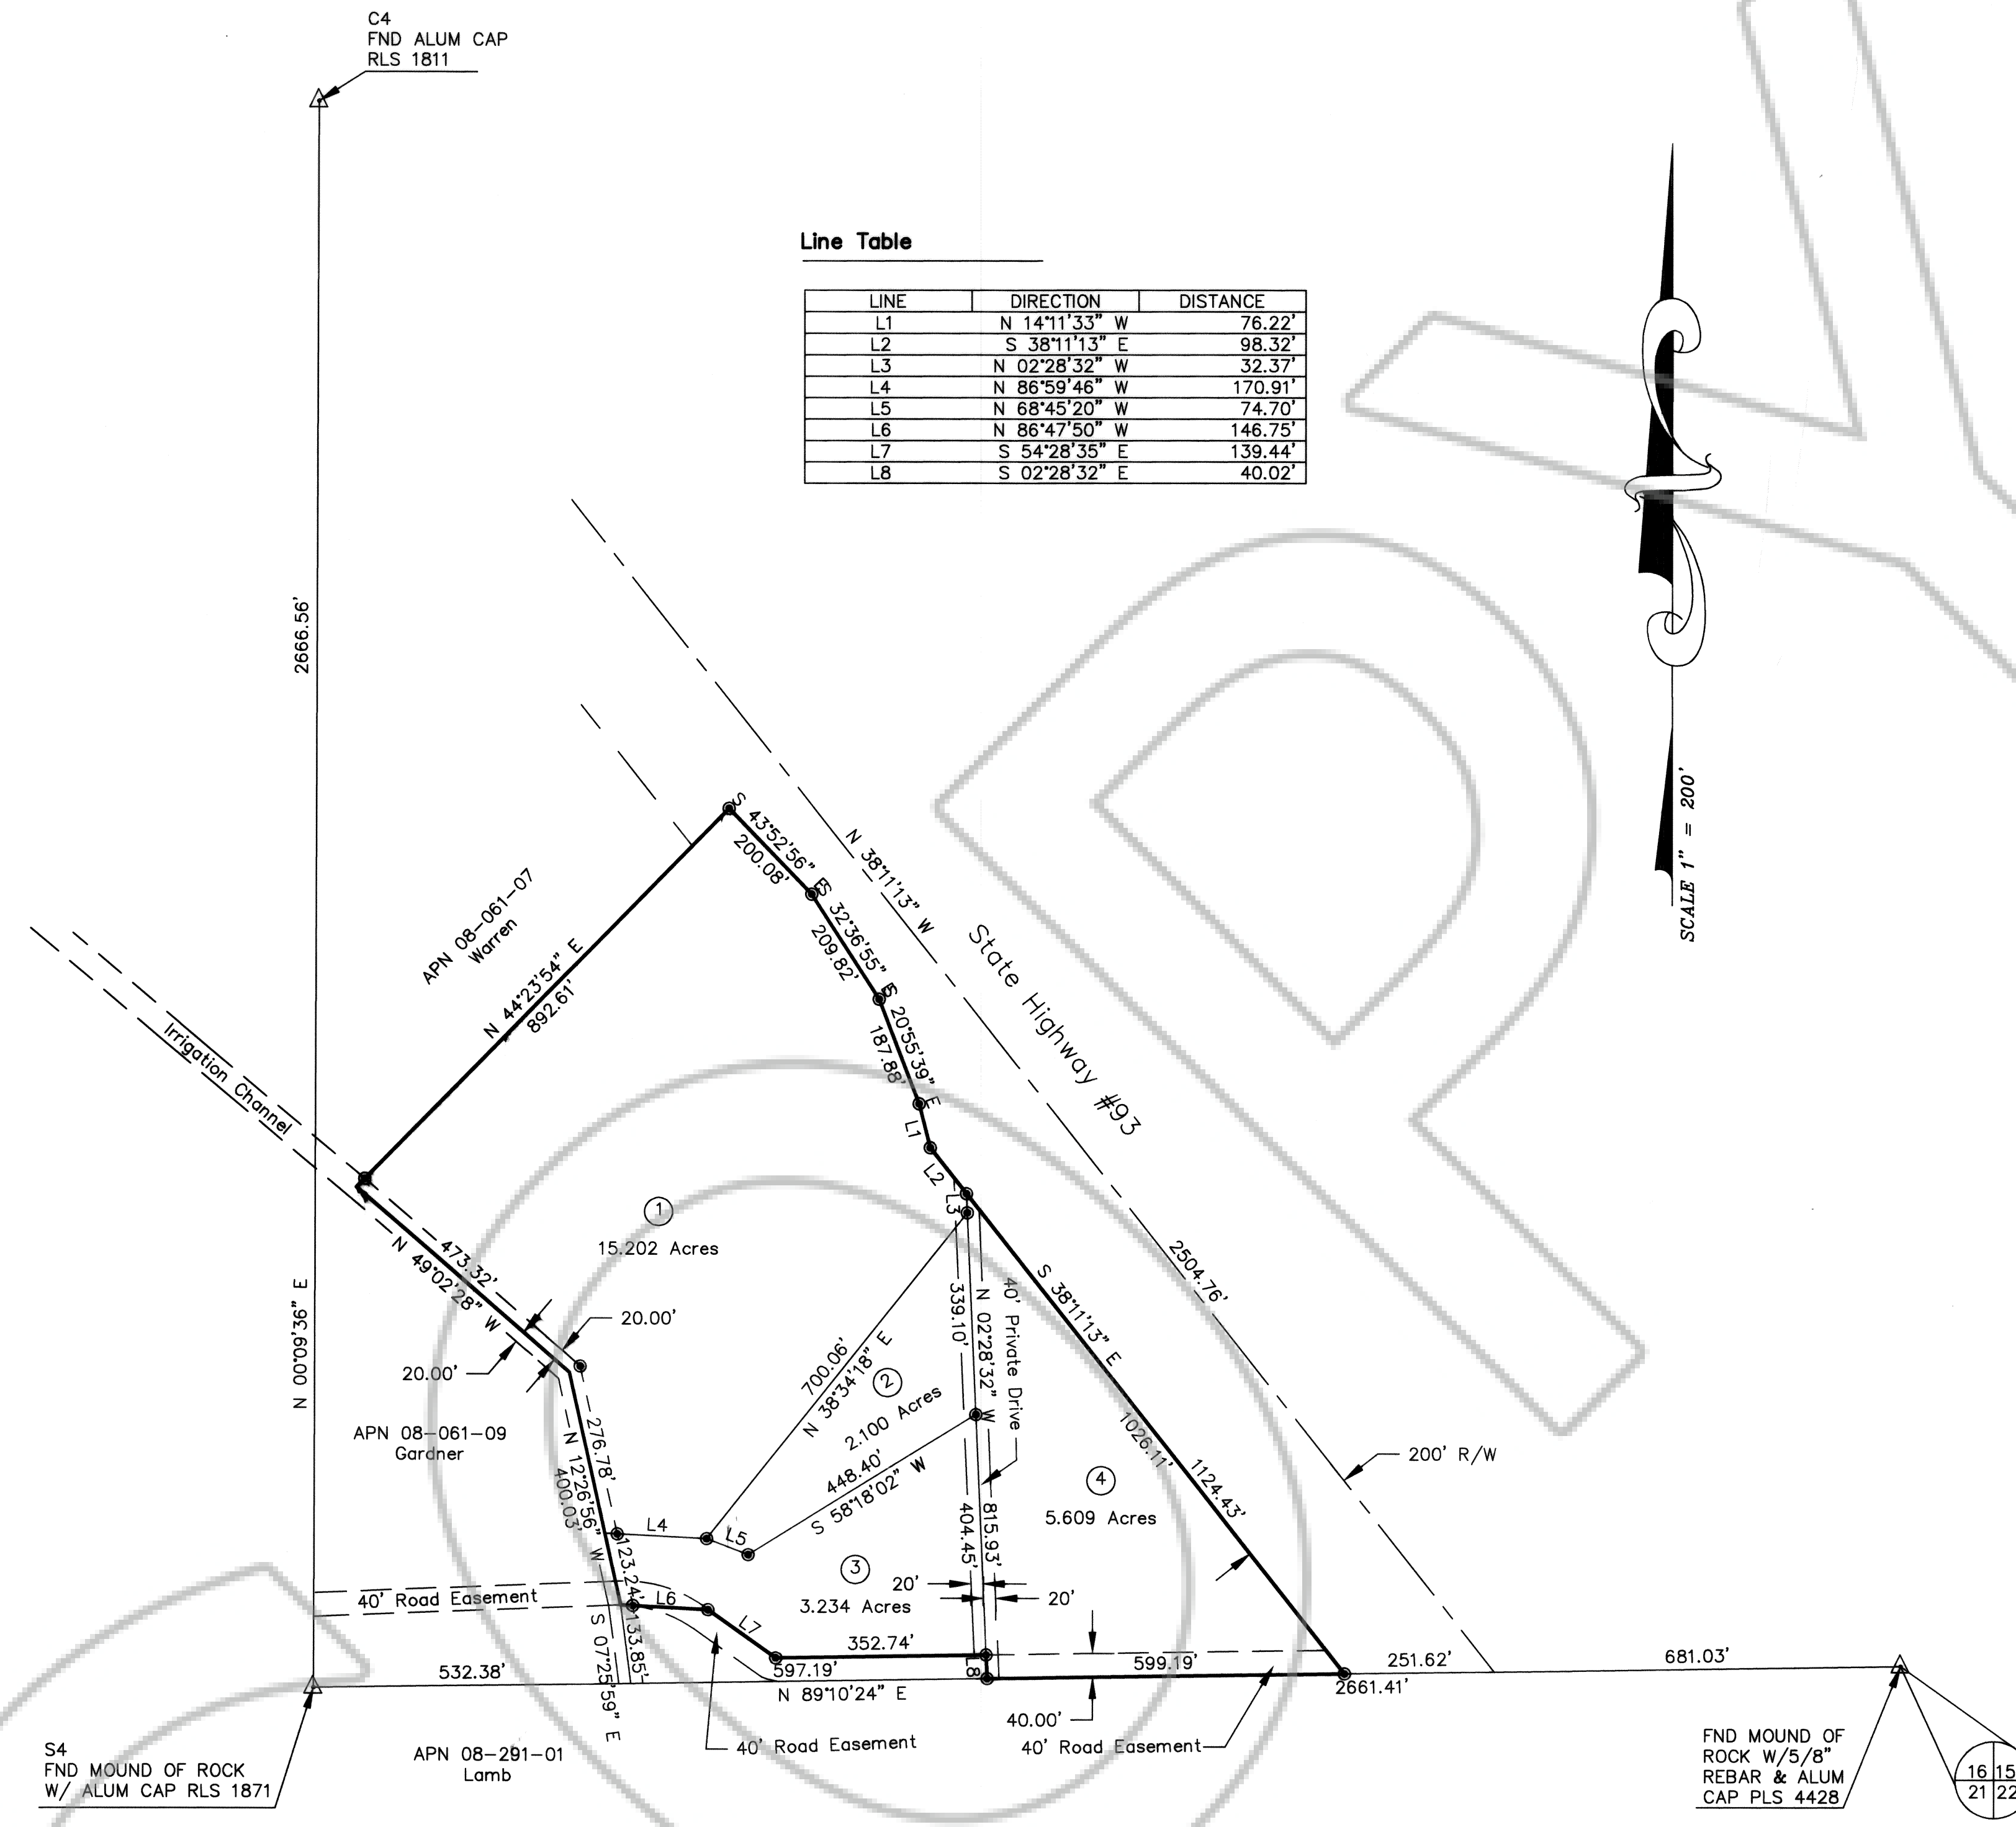 C4
FND ALUM CAP
RLS 1811
Line Table
LINE DIRECTION DISTANCE
L1 N 14°11'33" W 76.22'
L2 S 38°11'13" E 98.32'
L3 N 02°28'32" W 32.37'
L4 N 86°59'46" W 170.91'
L5 N 68°45'20" W 74.70'
L6 N 86°47'50" W 146.75'
L7 S 54°28'35" E 139.44'
L8 S 02°28'32" E 40.02'
2666.56'
N 00°09'36" E
SCALE 1" = 200'
S 43°52'56" E
200.08'
S 32°36'55" E
209.82'
S 20°55'39" E
187.88'
N 38°11'13" W
State Highway #93
APN 08-061-07
Warren
N 44°23'54" E
892.61'
Irrigation Channel
L1
L2
L3
1
15.202 Acres
473.32'
N 49°02'28" W
20.00'
20.00'
APN 08-061-09
Gardner
276.78'
N 12°26'56" W
400.03'
700.06'
N 38°34'18" E
2
2.100 Acres
448.40'
S 58°18'02" W
339.10'
N 02°28'32" W
40' Private Drive
S 38°11'13" E
1026.11'
1124.43'
2504.76'
200' R/W
4
5.609 Acres
404.45'
815.93'
L4
L5
123.24'
3
3.234 Acres
20'
20'
40' Road Easement
L6
L7
133.85'
S 07°25'59" E
352.74'
L8
532.38'
597.19'
599.19'
251.62'
681.03'
N 89°10'24" E
2661.41'
40.00'
40' Road Easement
40' Road Easement
APN 08-291-01
Lamb
S4
FND MOUND OF ROCK
W/ ALUM CAP RLS 1871
FND MOUND OF
ROCK W/5/8"
REBAR & ALUM
CAP PLS 4428
16 15
21 22